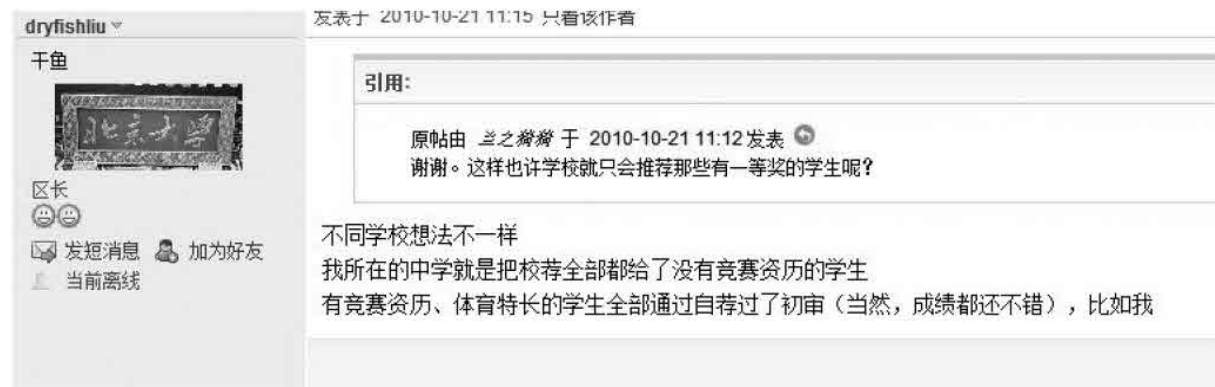 dryfishliu
发表于 2010-10-21 11:15 只看该作者
干鱼
北京大学
区长
发短消息 加为好友
当前离线
引用:
原帖由 兰之猗猗 于 2010-10-21 11:12 发表
谢谢。这样也许学校就只会推荐那些有一等奖的学生呢?
不同学校想法不一样
我所在的中学就是把校荐全部都给了没有竞赛资历的学生
有竞赛资历、体育特长的学生全部通过自荐过了初审（当然，成绩都还不错），比如我